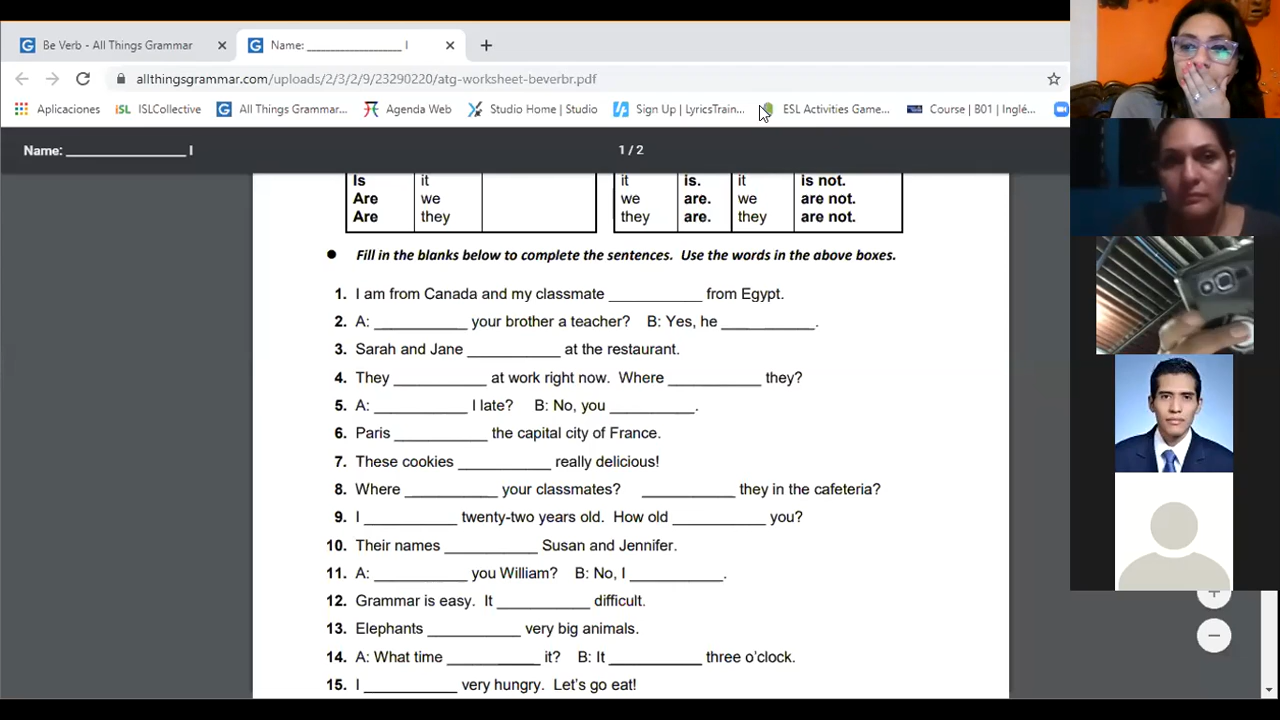 Be Verb - All Things Grammar
Name: __________________ I
allthingsgrammar.com/uploads/2/3/2/9/23290220/atg-worksheet-beverbr.pdf
Aplicaciones iSL ISLCollective All Things Grammar... Agenda Web Studio Home | Studio Sign Up | LyricsTrain... ESL Activities Game... Course | B01 | Inglé...
Name: ________________ I 1 / 2
Is it it is. it is not.
Are we we are. we are not.
Are they they are. they are not.
● Fill in the blanks below to complete the sentences. Use the words in the above boxes.
1. I am from Canada and my classmate ___________ from Egypt.
2. A: ___________ your brother a teacher? B: Yes, he ___________.
3. Sarah and Jane ___________ at the restaurant.
4. They ___________ at work right now. Where ___________ they?
5. A: ___________ I late? B: No, you __________.
6. Paris ___________ the capital city of France.
7. These cookies ___________ really delicious!
8. Where ___________ your classmates? ___________ they in the cafeteria?
9. I ___________ twenty-two years old. How old ___________ you?
10. Their names ___________ Susan and Jennifer.
11. A: ___________ you William? B: No, I ___________.
12. Grammar is easy. It ___________ difficult.
13. Elephants ___________ very big animals.
14. A: What time ___________ it? B: It ___________ three o'clock.
15. I ___________ very hungry. Let's go eat!